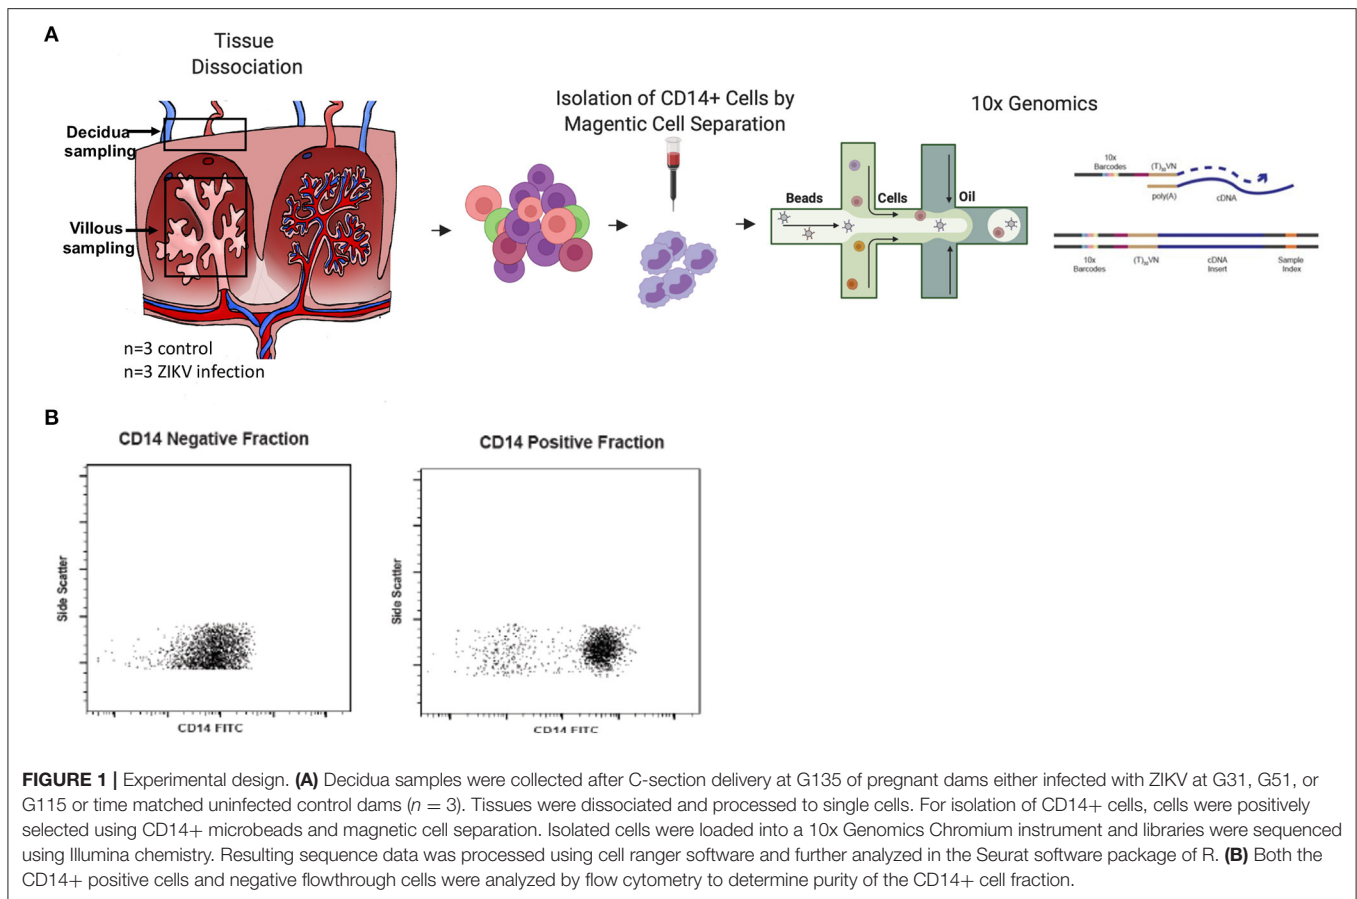 A
Tissue
Dissociation
Decidua
sampling
Villous
sampling
n=3 control
n=3 ZIKV infection
Isolation of CD14+ Cells by
Magentic Cell Separation
10x Genomics
Beads
Cells
Oil
10x
Barcodes
(T)₃₀VN
poly(A)
cDNA
10x
Barcodes
(T)₃₀VN
cDNA
Insert
Sample
Index
B
CD14 Negative Fraction
Side Scatter
CD14 FITC
CD14 Positive Fraction
Side Scatter
CD14 FITC
FIGURE 1 | Experimental design. (A) Decidua samples were collected after C-section delivery at G135 of pregnant dams either infected with ZIKV at G31, G51, or
G115 or time matched uninfected control dams (n = 3). Tissues were dissociated and processed to single cells. For isolation of CD14+ cells, cells were positively
selected using CD14+ microbeads and magnetic cell separation. Isolated cells were loaded into a 10x Genomics Chromium instrument and libraries were sequenced
using Illumina chemistry. Resulting sequence data was processed using cell ranger software and further analyzed in the Seurat software package of R. (B) Both the
CD14+ positive cells and negative flowthrough cells were analyzed by flow cytometry to determine purity of the CD14+ cell fraction.